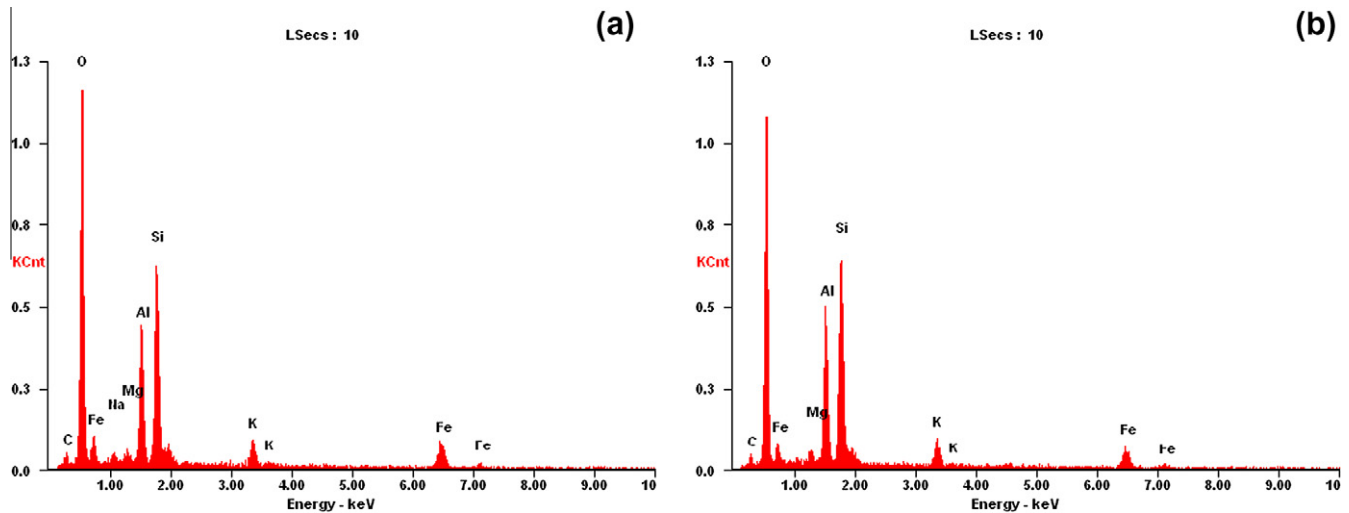 (a)
LSecs : 10
1.3
O
1.0
0.8
Si
KCnt
0.5
Al
0.3
Na
Mg
C
Fe
K
K
Fe
Fe
0.0
1.00 2.00 3.00 4.00 5.00 6.00 7.00 8.00 9.00 10
Energy - keV
(b)
LSecs : 10
1.3
O
1.0
0.8
Si
KCnt
0.5
Al
0.3
Mg
C
Fe
K
K
Fe
Fe
0.0
1.00 2.00 3.00 4.00 5.00 6.00 7.00 8.00 9.00 10
Energy - keV